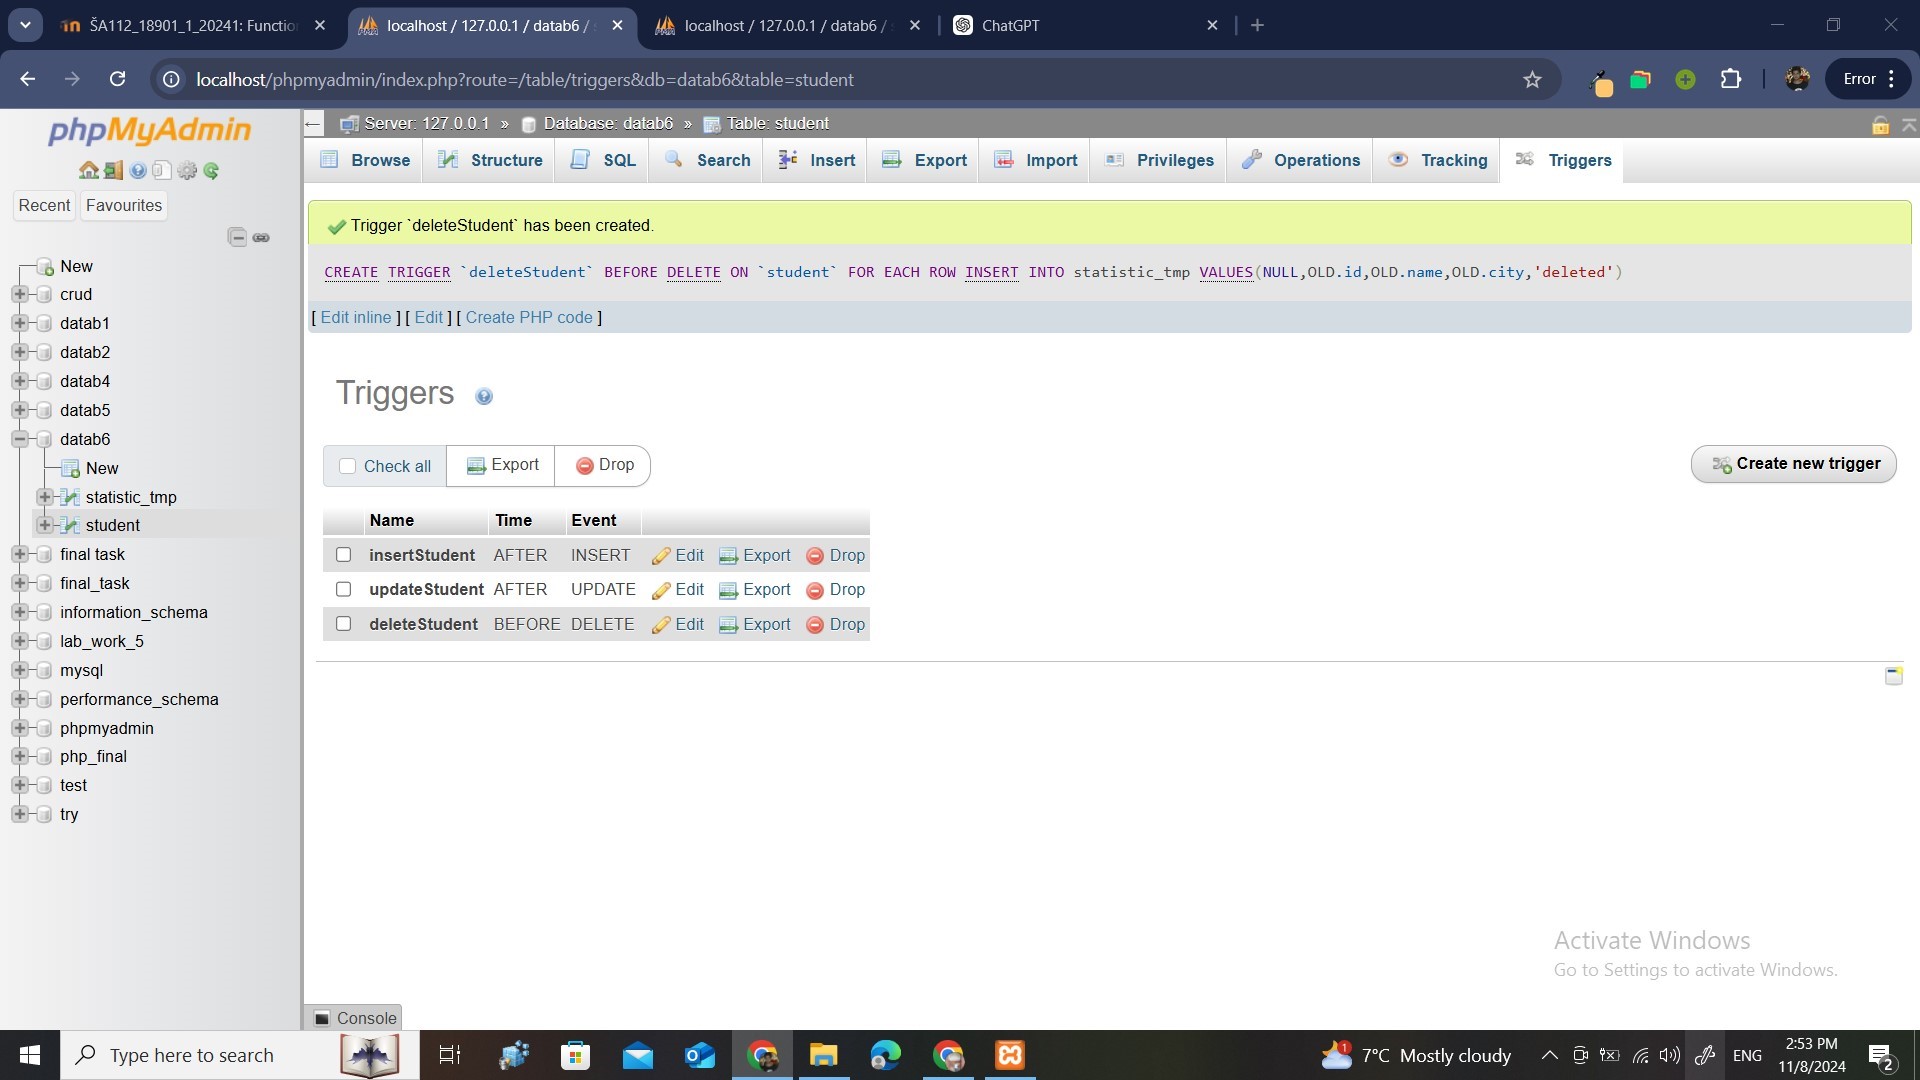 ŠA112_18901_1_20241: Functio
localhost / 127.0.0.1 / datab6 /
localhost / 127.0.0.1 / datab6 /
ChatGPT
localhost/phpmyadmin/index.php?route=/table/triggers&db=datab6&table=student
Error
phpMyAdmin
Recent Favourites
New
crud
datab1
datab2
datab4
datab5
datab6
New
statistic_tmp
student
final task
final_task
information_schema
lab_work_5
mysql
performance_schema
phpmyadmin
php_final
test
try
Server: 127.0.0.1 » Database: datab6 » Table: student
Browse Structure SQL Search Insert Export Import Privileges Operations Tracking Triggers
Trigger `deleteStudent` has been created.
CREATE TRIGGER `deleteStudent` BEFORE DELETE ON `student` FOR EACH ROW INSERT INTO statistic_tmp VALUES(NULL,OLD.id,OLD.name,OLD.city,'deleted')
[ Edit inline ] [ Edit ] [ Create PHP code ]
Triggers
Check all Export Drop
Create new trigger
Name Time Event
insertStudent AFTER INSERT Edit Export Drop
updateStudent AFTER UPDATE Edit Export Drop
deleteStudent BEFORE DELETE Edit Export Drop
Activate Windows
Go to Settings to activate Windows.
Console
Type here to search
1
7°C Mostly cloudy
ENG
2:53 PM
11/8/2024
2